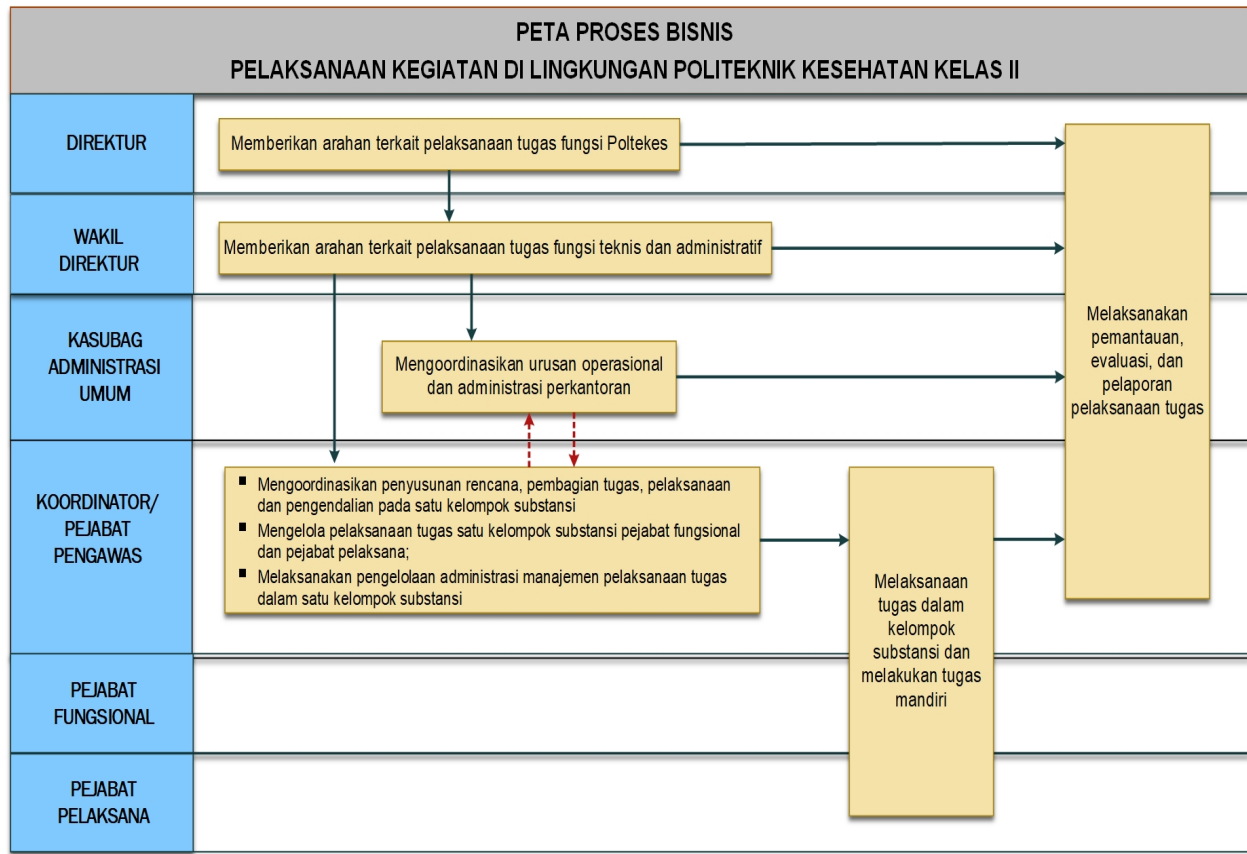 PETA PROSES BISNIS
PELAKSANAAN KEGIATAN DI LINGKUNGAN POLITEKNIK KESEHATAN KELAS II
DIREKTUR
Memberikan arahan terkait pelaksanaan tugas fungsi Poltekes
WAKIL
DIREKTUR
Memberikan arahan terkait pelaksanaan tugas fungsi teknis dan administratif
KASUBAG
ADMINISTRASI
UMUM
Mengoordinasikan urusan operasional
dan administrasi perkantoran
Melaksanakan
pemantauan,
evaluasi, dan
pelaporan
pelaksanaan tugas
KOORDINATOR/
PEJABAT
PENGAWAS
▪ Mengoordinasikan penyusunan rencana, pembagian tugas, pelaksanaan
dan pengendalian pada satu kelompok substansi
▪ Mengelola pelaksanaan tugas satu kelompok substansi pejabat fungsional
dan pejabat pelaksana;
▪ Melaksanakan pengelolaan administrasi manajemen pelaksanaan tugas
dalam satu kelompok substansi
Melaksanaan
tugas dalam
kelompok
substansi dan
melakukan tugas
mandiri
PEJABAT
FUNGSIONAL
PEJABAT
PELAKSANA